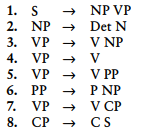 1. S → NP VP
2. NP → Det N
3. VP → V NP
4. VP → V
5. VP → V PP
6. PP → P NP
7. VP → V CP
8. CP → C S